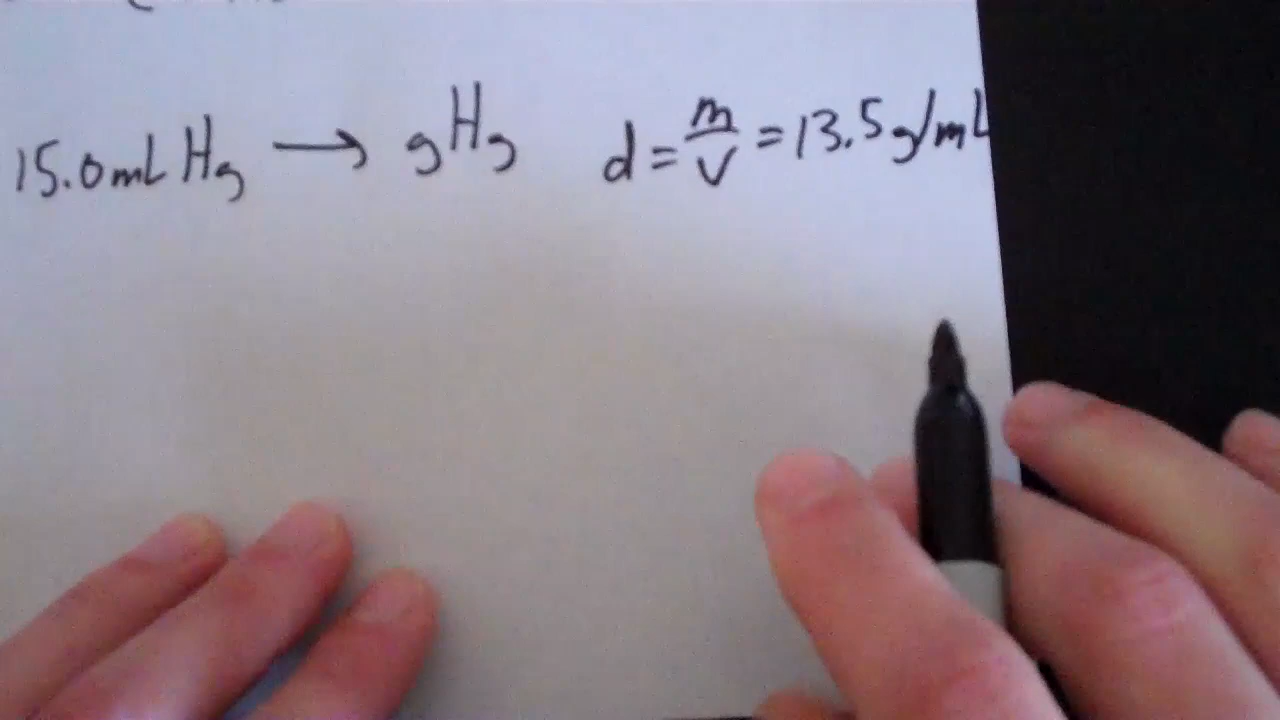 15.0mL Hg → g Hg d = m/v = 13.5 g/mL